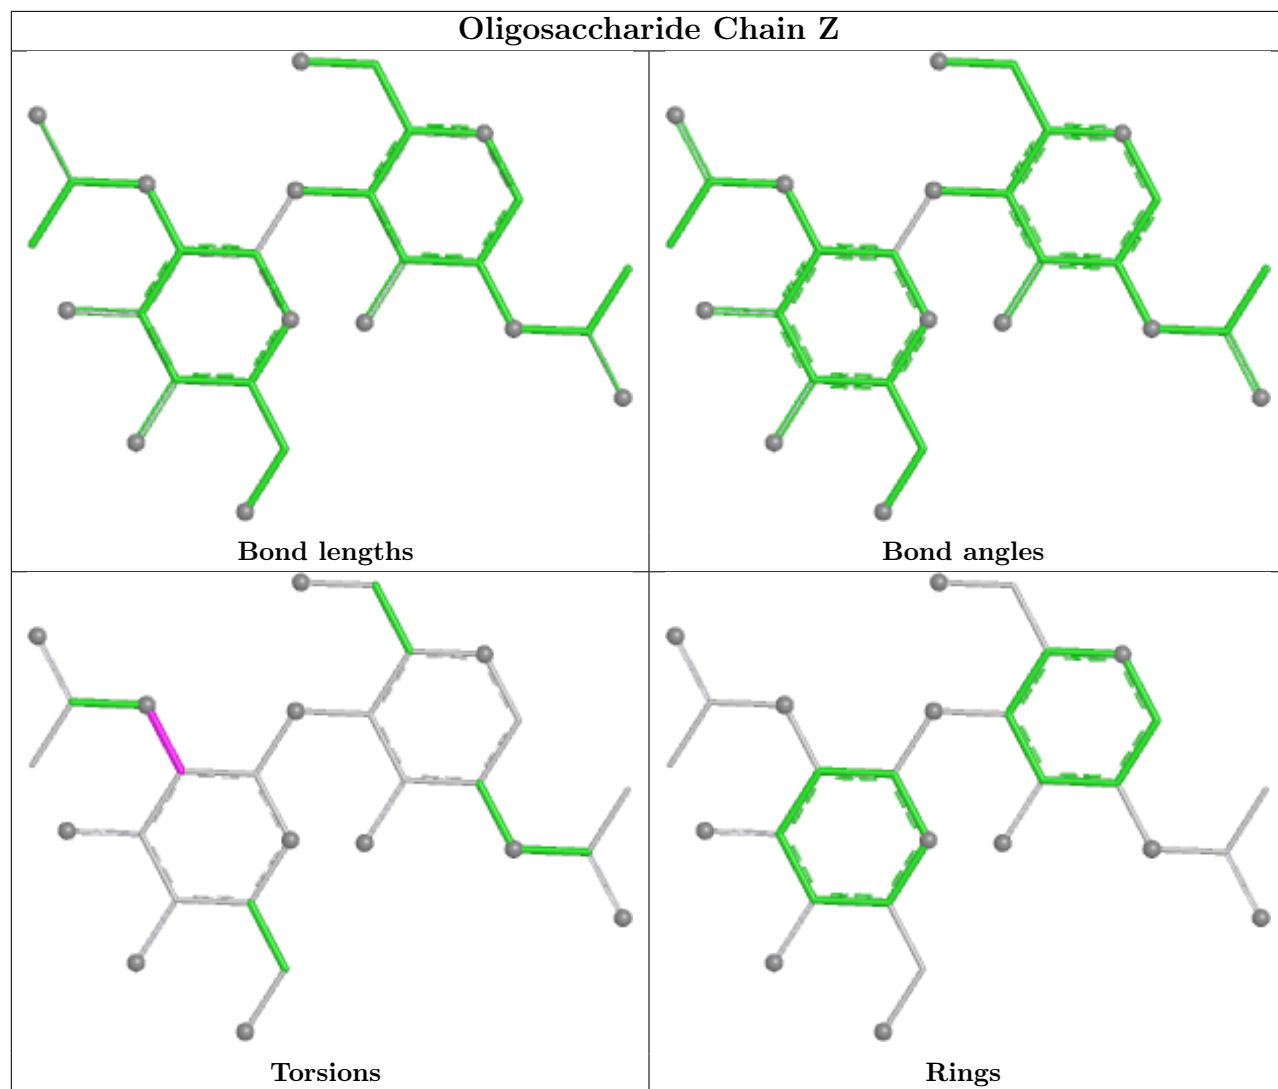 Oligosaccharide Chain Z
Bond lengths
Bond angles
Torsions
Rings